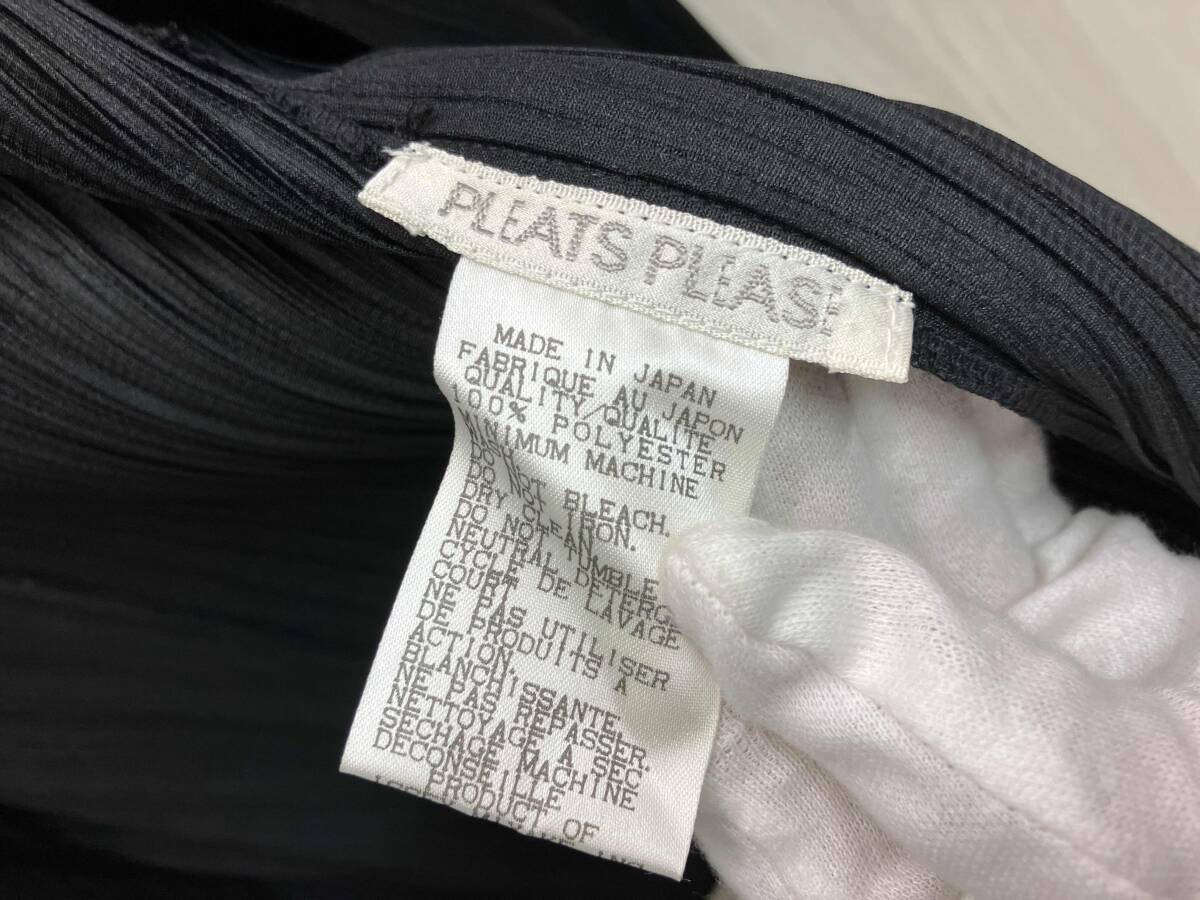 PLEATS PLEASE
MADE IN JAPAN
FABRIQUE AU JAPON
QUALITY/QUALITE
100% POLYESTER
MINIMUM MACHINE
DO NOT BLEACH.
DO NOT IRON.
DRY CLEAN.
DO NOT TUMBLE
NEUTRAL DETERG
CYCLE DE LAVAGE
COURT
NE PAS UTILISER
DE PRODUITS A
ACTION.
BLANCHISSANTE.
NE PAS REPASSER.
NETTOYAGE A SEC.
SECHAGE MACHINE
DECONSEILLE
PRODUCT OF